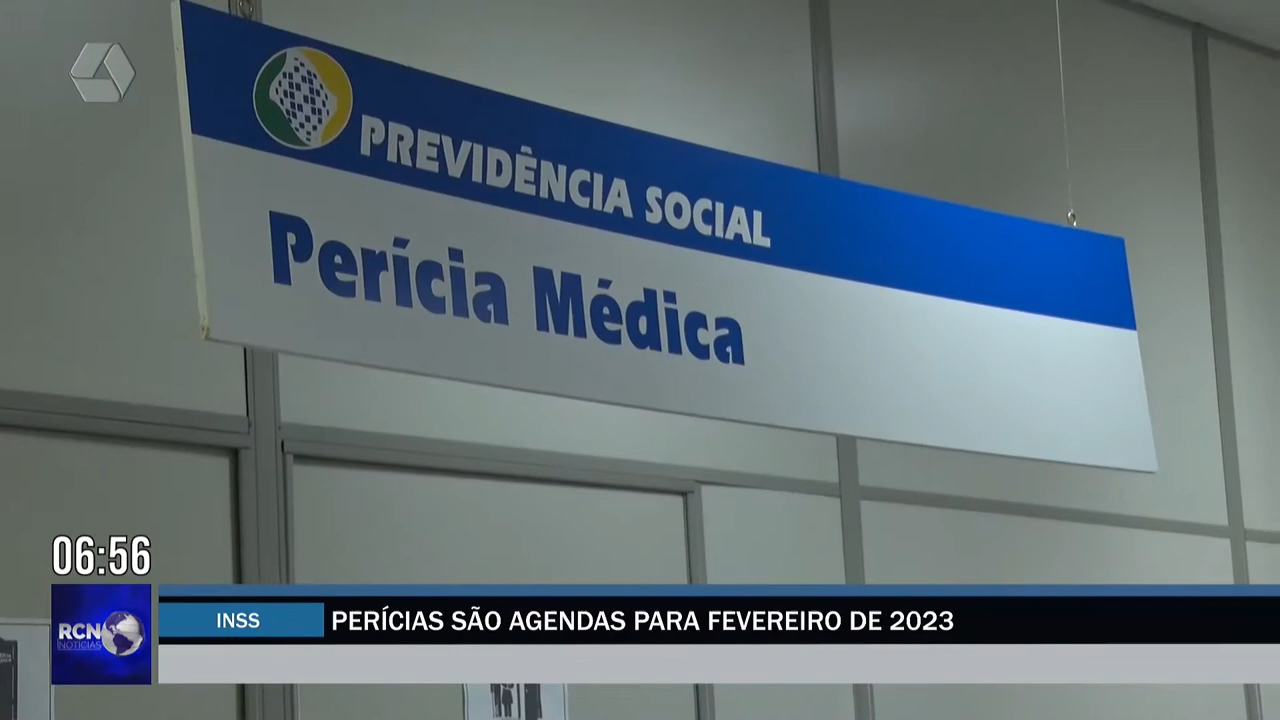 PREVIDÊNCIA SOCIAL
Perícia Médica
06:56
RCN
NOTÍCIAS
INSS
PERÍCIAS SÃO AGENDAS PARA FEVEREIRO DE 2023